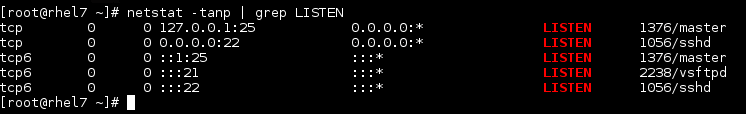 [root@rhel7 ~]# netstat -tanp | grep LISTEN
tcp        0      0 127.0.0.1:25            0.0.0.0:*               LISTEN      1376/master
tcp        0      0 0.0.0.0:22              0.0.0.0:*               LISTEN      1056/sshd
tcp6       0      0 ::1:25                  :::*                    LISTEN      1376/master
tcp6       0      0 :::21                   :::*                    LISTEN      2238/vsftpd
tcp6       0      0 :::22                   :::*                    LISTEN      1056/sshd
[root@rhel7 ~]#